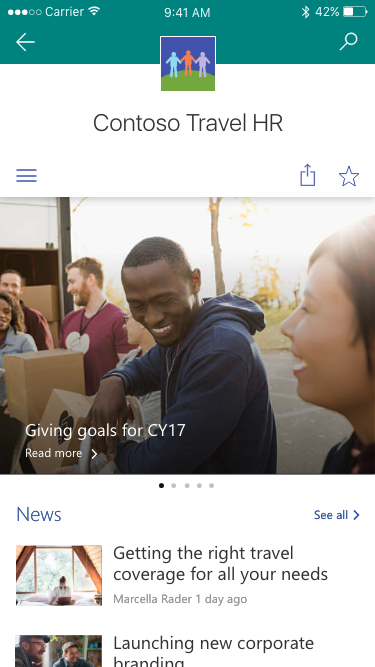 Carrier 9:41 AM 42%
Contoso Travel HR
Giving goals for CY17
Read more
News See all
Getting the right travel
coverage for all your needs
Marcella Rader 1 day ago
Launching new corporate
branding